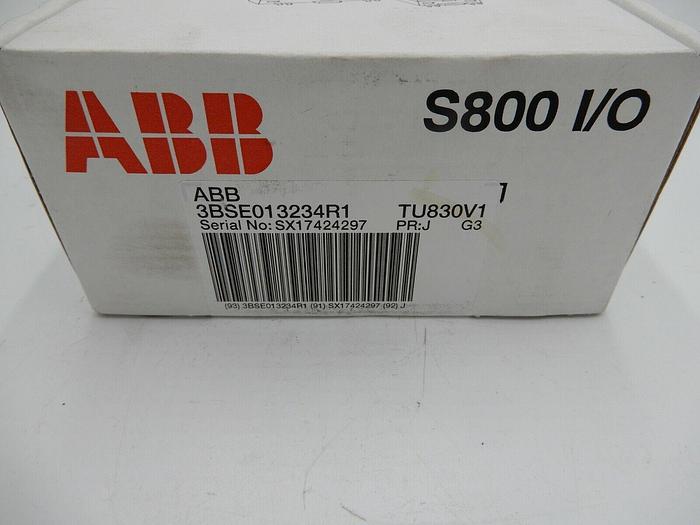 ABB
S800 I/O
ABB
3BSE013234R1 TU830V1
Serial No: SX17424297 PR:J G3
(93) 3BSE013234R1 (91) SX17424297 (92) J